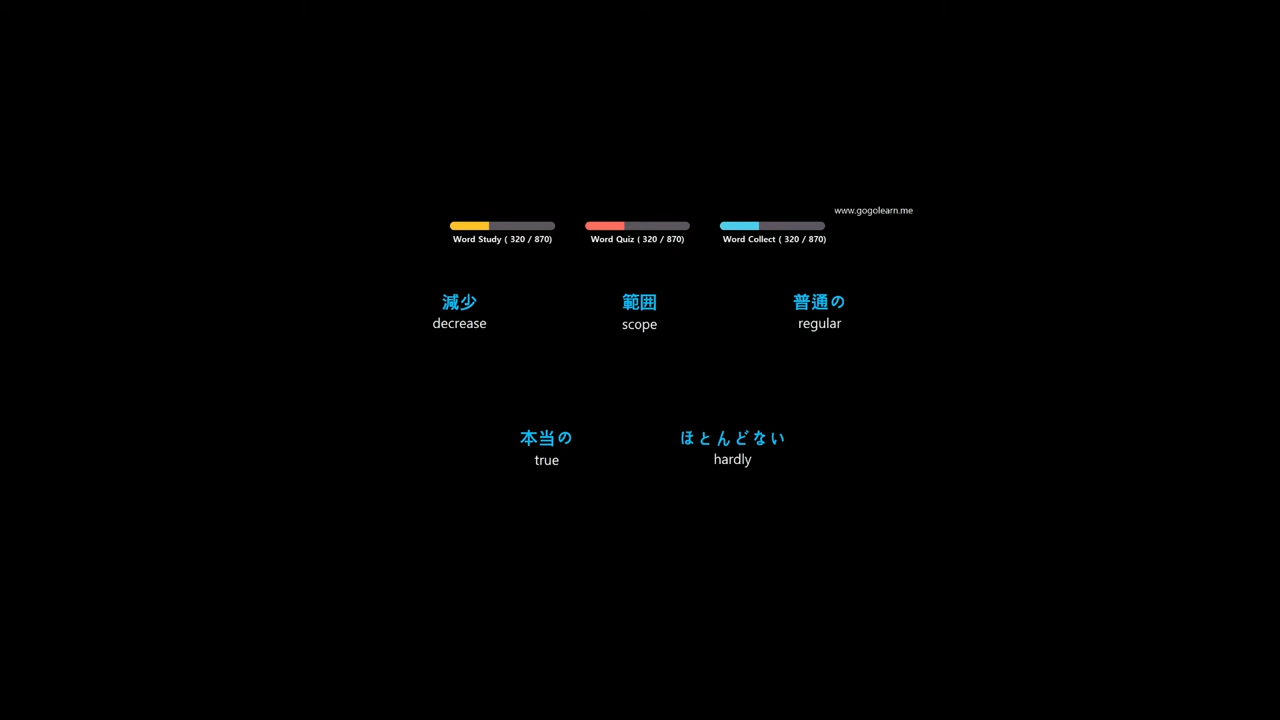 www.gogolearn.me
Word Study ( 320 / 870)
Word Quiz ( 320 / 870)
Word Collect ( 320 / 870)
減少
decrease
範囲
scope
普通の
regular
本当の
true
ほとんどない
hardly